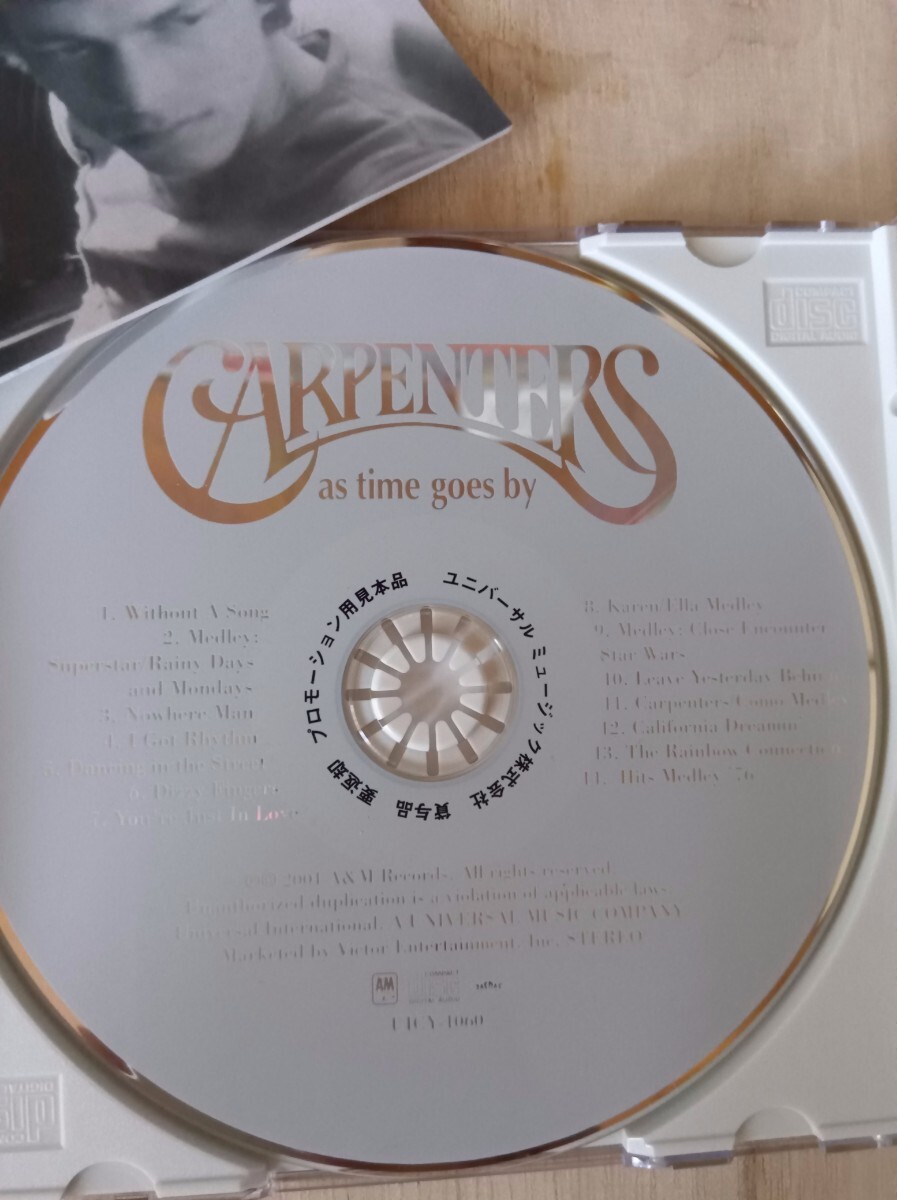 CARPENTERS
as time goes by
プロモーション用見本品 ユニバーサル ミュージック株式会社 貸与品 要返却
1. Without A Song
2. Medley:
Superstar/Rainy Days
and Mondays
3. Nowhere Man
4. I Got Rhythm
5. Dancing in the Street
6. Dizzy Fingers
7. You're Just In Love
8. Karen/Ella Medley
9. Medley: Close Encounter
Star Wars
10. Leave Yesterday Behind
11. Carpenters/Como Medley
12. California Dreamin
13. The Rainbow Connection
14. Hits Medley '76
℗© 2001 A&M Records. All rights reserved.
Unauthorized duplication is a violation of applicable laws.
Universal International. A UNIVERSAL MUSIC COMPANY
Marketed by Victor Entertainment, Inc. STEREO
AM
UICY-1060
COMPACT
disc
DIGITAL AUDIO